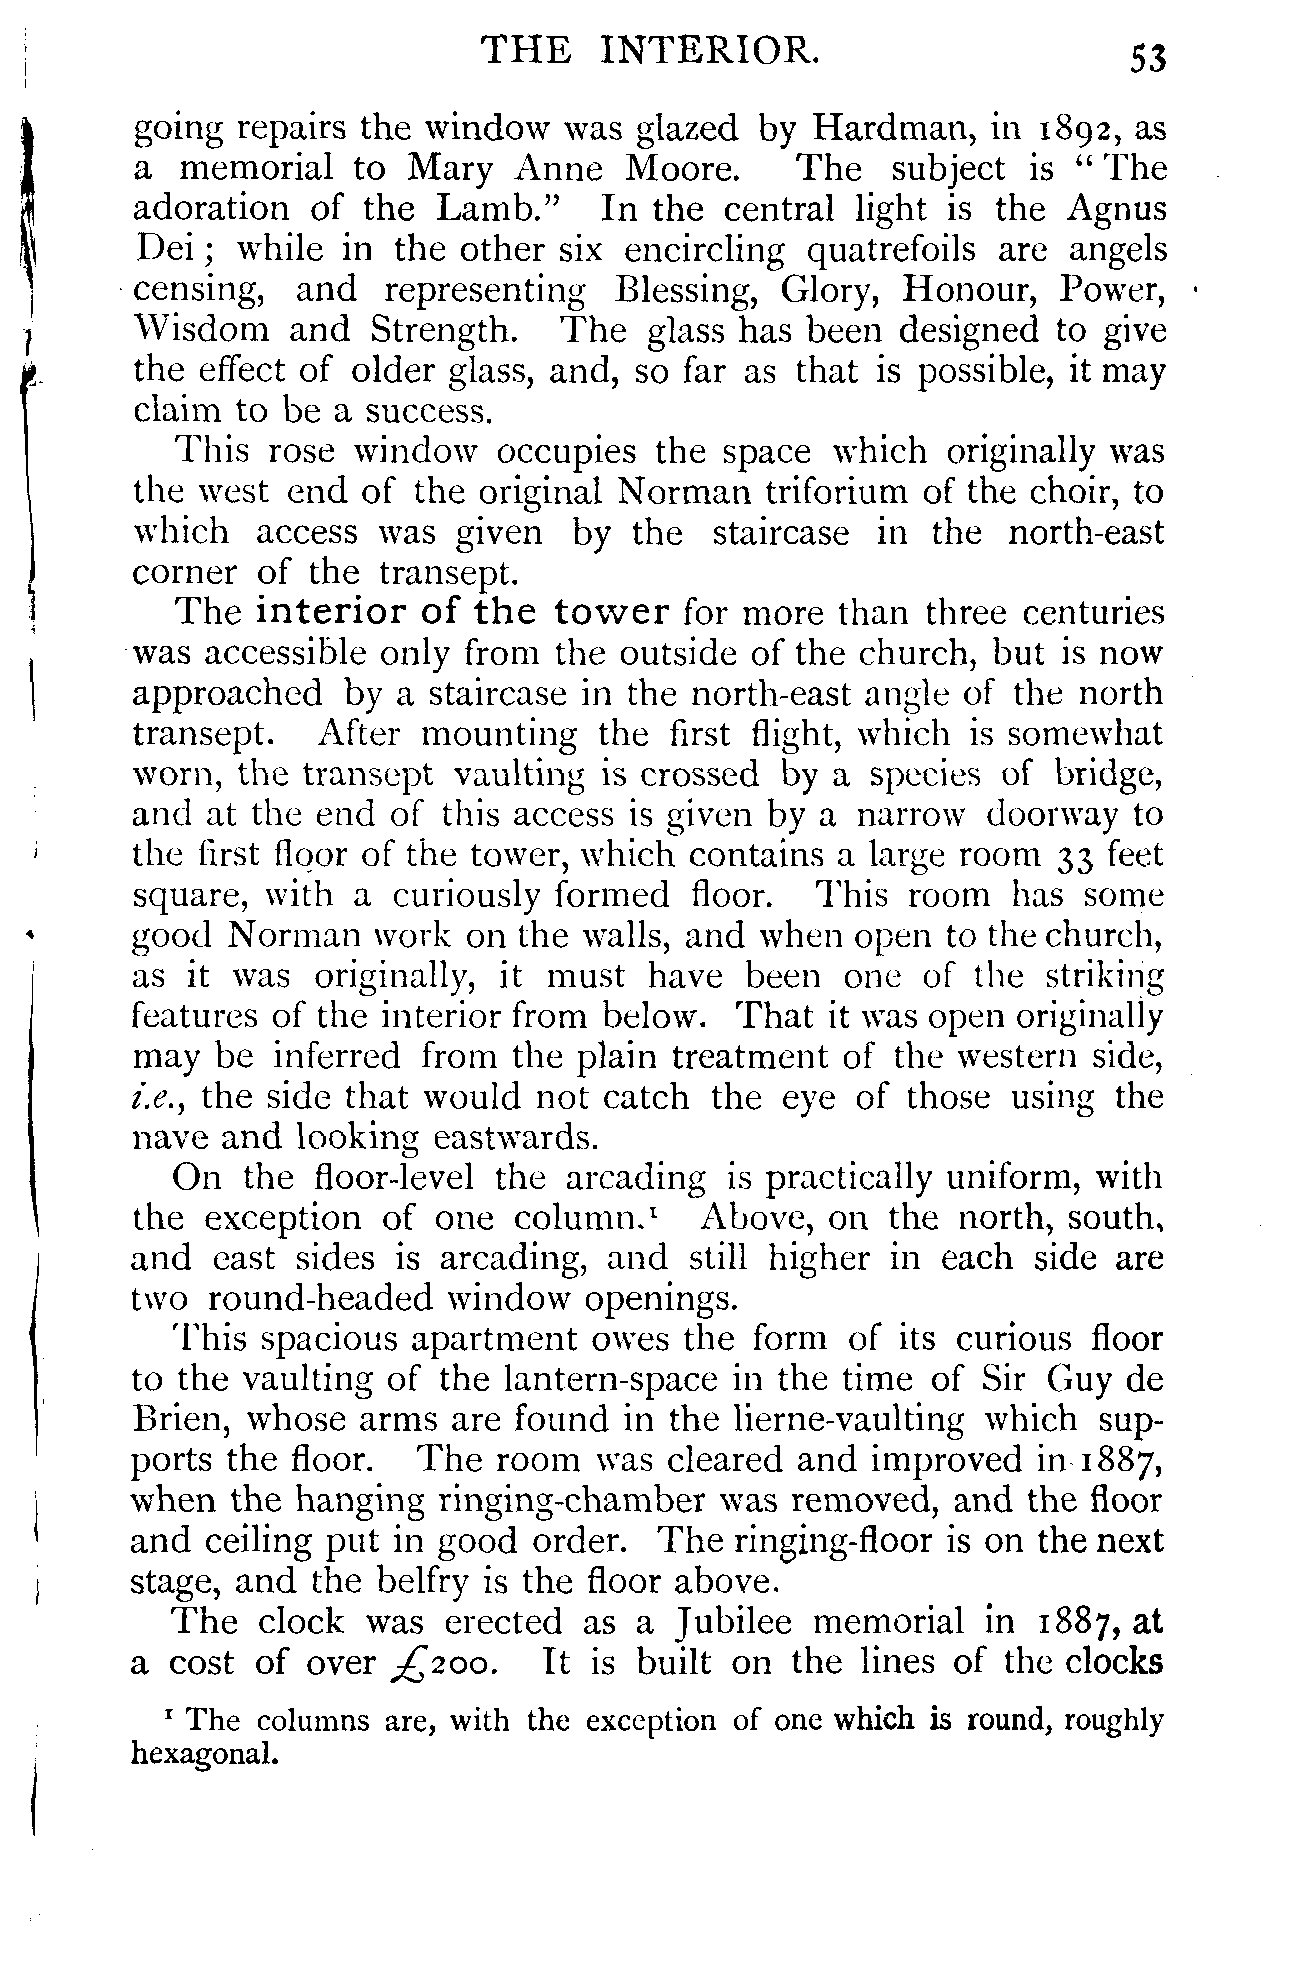 THE INTERIOR. 53
going repairs the window was glazed by Hardman, in 1892, as
a memorial to Mary Anne Moore. The subject is “ The
adoration of the Lamb.” In the central light is the Agnus
Dei ; while in the other six encircling quatrefoils are angels
censing, and representing Blessing, Glory, Honour, Power,
Wisdom and Strength. The glass has been designed to give
the effect of older glass, and, so far as that is possible, it may
claim to be a success.
This rose window occupies the space which originally was
the west end of the original Norman triforium of the choir, to
which access was given by the staircase in the north-east
corner of the transept.
The interior of the tower for more than three centuries
was accessible only from the outside of the church, but is now
approached by a staircase in the north-east angle of the north
transept. After mounting the first flight, which is somewhat
worn, the transept vaulting is crossed by a species of bridge,
and at the end of this access is given by a narrow doorway to
the first floor of the tower, which contains a large room 33 feet
square, with a curiously formed floor. This room has some
good Norman work on the walls, and when open to the church,
as it was originally, it must have been one of the striking
features of the interior from below. That it was open originally
may be inferred from the plain treatment of the western side,
i.e., the side that would not catch the eye of those using the
nave and looking eastwards.
On the floor-level the arcading is practically uniform, with
the exception of one column.¹ Above, on the north, south,
and east sides is arcading, and still higher in each side are
two round-headed window openings.
This spacious apartment owes the form of its curious floor
to the vaulting of the lantern-space in the time of Sir Guy de
Brien, whose arms are found in the lierne-vaulting which sup-
ports the floor. The room was cleared and improved in 1887,
when the hanging ringing-chamber was removed, and the floor
and ceiling put in good order. The ringing-floor is on the next
stage, and the belfry is the floor above.
The clock was erected as a Jubilee memorial in 1887, at
a cost of over £200. It is built on the lines of the clocks
¹ The columns are, with the exception of one which is round, roughly
hexagonal.